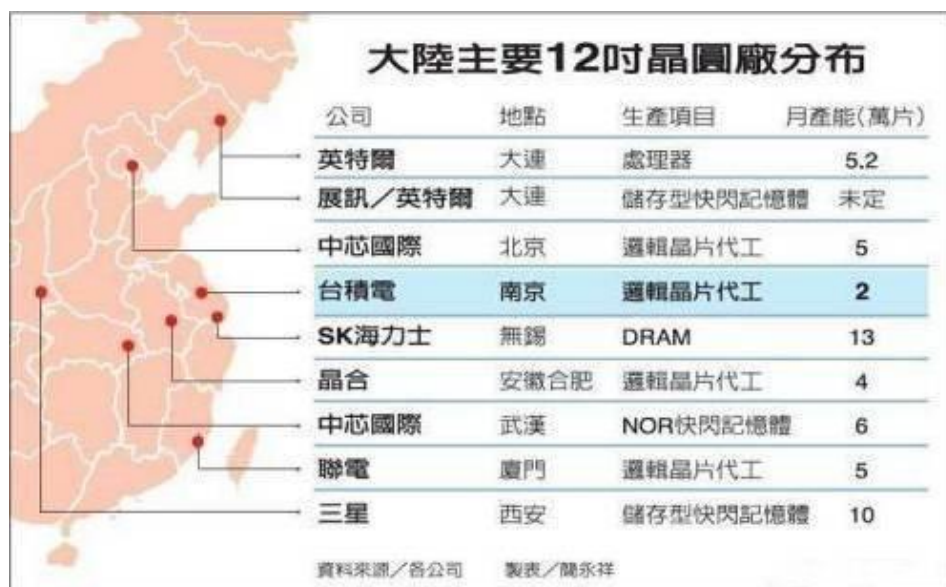 大陸主要12吋晶圓廠分布
公司 地點 生產項目 月產能(萬片)
英特爾 大連 處理器 5.2
展訊／英特爾 大連 儲存型快閃記憶體 未定
中芯國際 北京 邏輯晶片代工 5
台積電 南京 邏輯晶片代工 2
SK海力士 無錫 DRAM 13
晶合 安徽合肥 邏輯晶片代工 4
中芯國際 武漢 NOR快閃記憶體 6
聯電 廈門 邏輯晶片代工 5
三星 西安 儲存型快閃記憶體 10
資料來源／各公司 製表／簡永祥